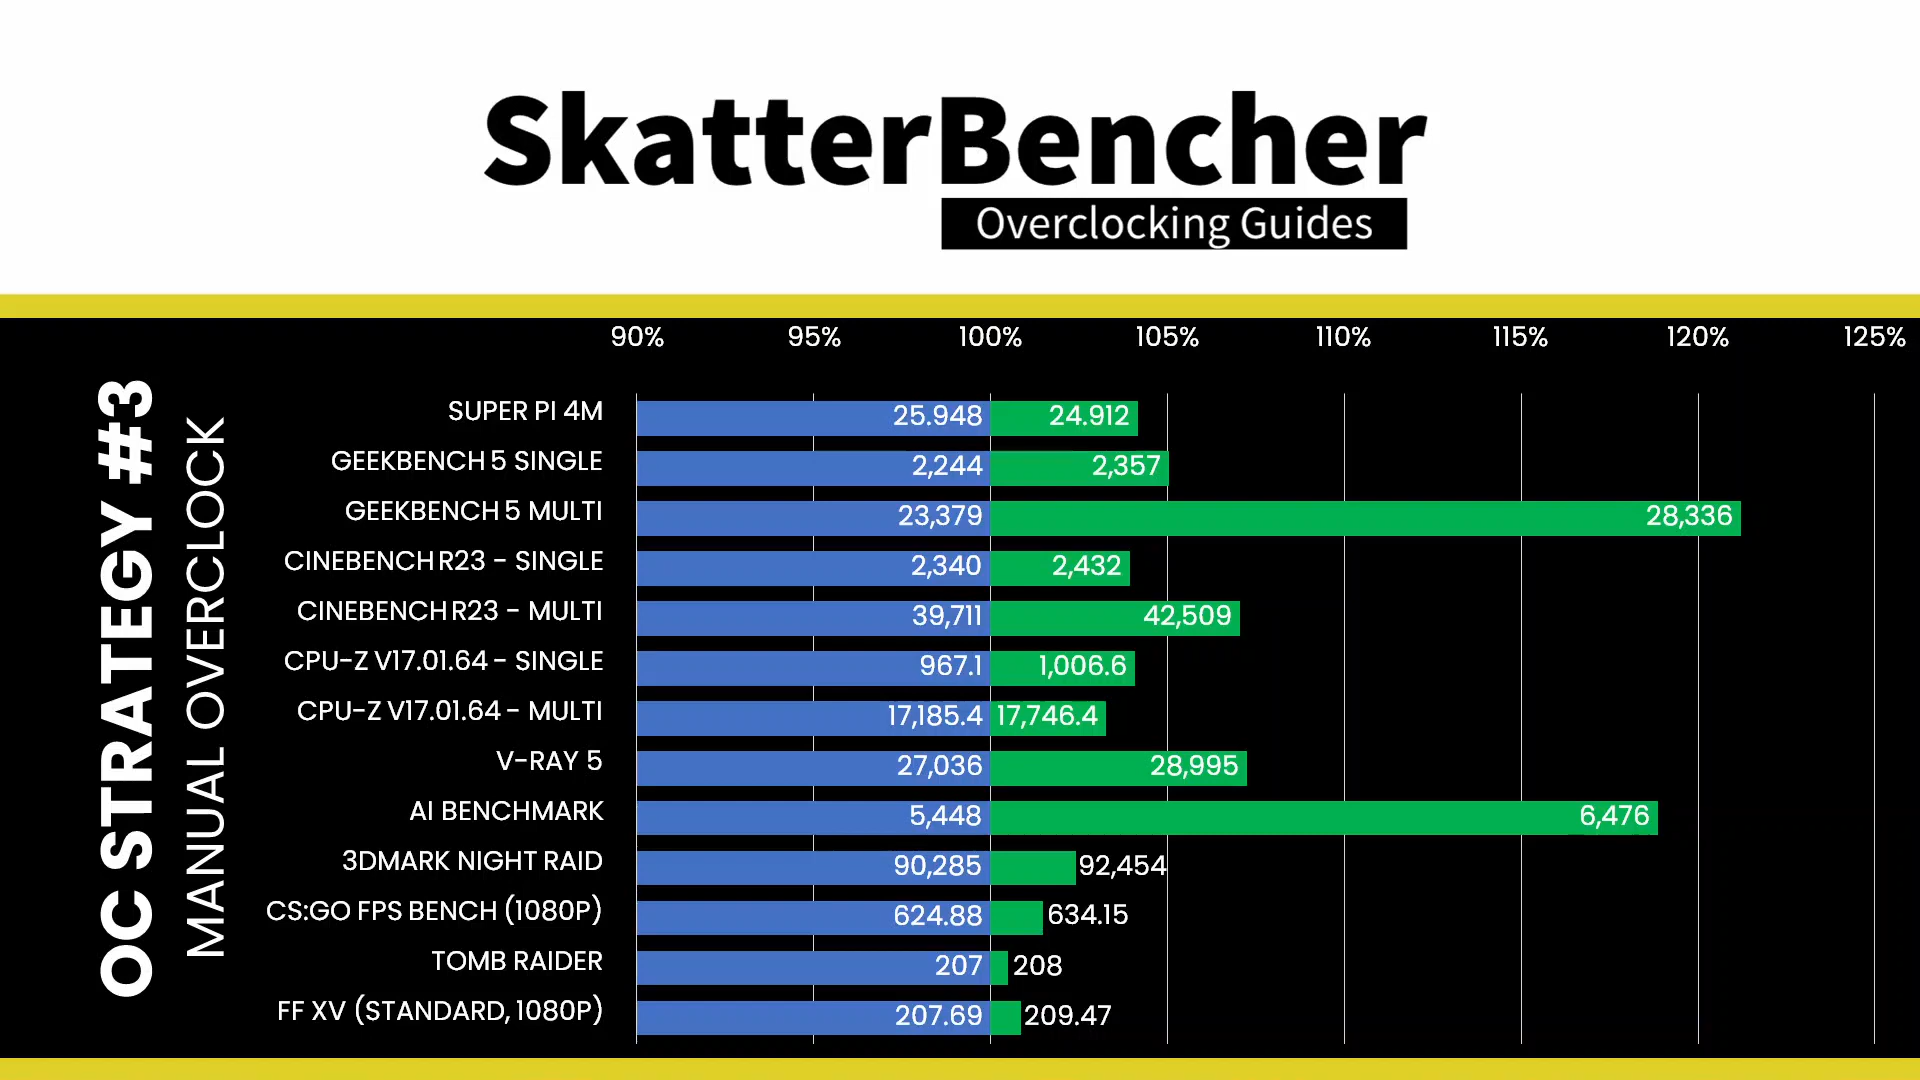 SkatterBencher
Overclocking Guides
90% 95% 100% 105% 110% 115% 120% 125%
OC STRATEGY #3
MANUAL OVERCLOCK
SUPER PI 4M 25.948 24.912
GEEKBENCH 5 SINGLE 2,244 2,357
GEEKBENCH 5 MULTI 23,379 28,336
CINEBENCH R23 - SINGLE 2,340 2,432
CINEBENCH R23 - MULTI 39,711 42,509
CPU-Z V17.01.64 - SINGLE 967.1 1,006.6
CPU-Z V17.01.64 - MULTI 17,185.4 17,746.4
V-RAY 5 27,036 28,995
AI BENCHMARK 5,448 6,476
3DMARK NIGHT RAID 90,285 92,454
CS:GO FPS BENCH (1080P) 624.88 634.15
TOMB RAIDER 207 208
FF XV (STANDARD, 1080P) 207.69 209.47